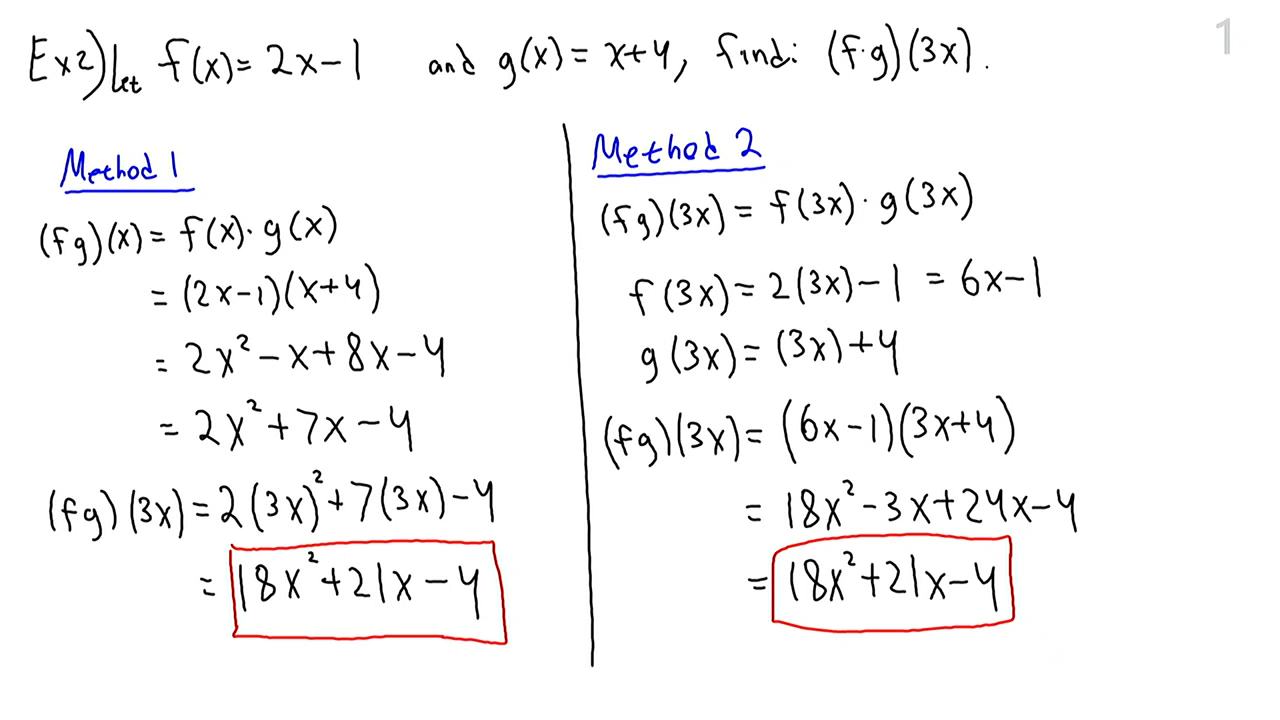 Ex2) Let f(x) = 2x - 1 and g(x) = x+4, find: (f·g)(3x).
1
Method 1
(fg)(x) = f(x)·g(x)
= (2x-1)(x+4)
= 2x² - x + 8x - 4
= 2x² + 7x - 4
(fg)(3x) = 2(3x)² + 7(3x) - 4
= 18x² + 21x - 4
Method 2
(fg)(3x) = f(3x)·g(3x)
f(3x) = 2(3x) - 1 = 6x - 1
g(3x) = (3x) + 4
(fg)(3x) = (6x - 1)(3x+4)
= 18x² - 3x + 24x - 4
= 18x² + 21x - 4